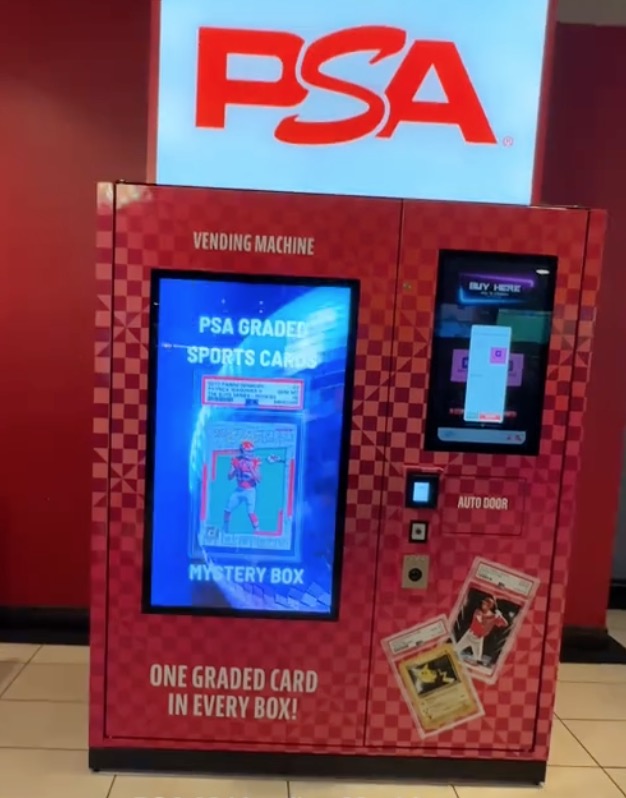 PSA
VENDING MACHINE
PSA GRADED
SPORTS CARDS
MYSTERY BOX
BUY HERE
AUTO DOOR
ONE GRADED CARD
IN EVERY BOX!